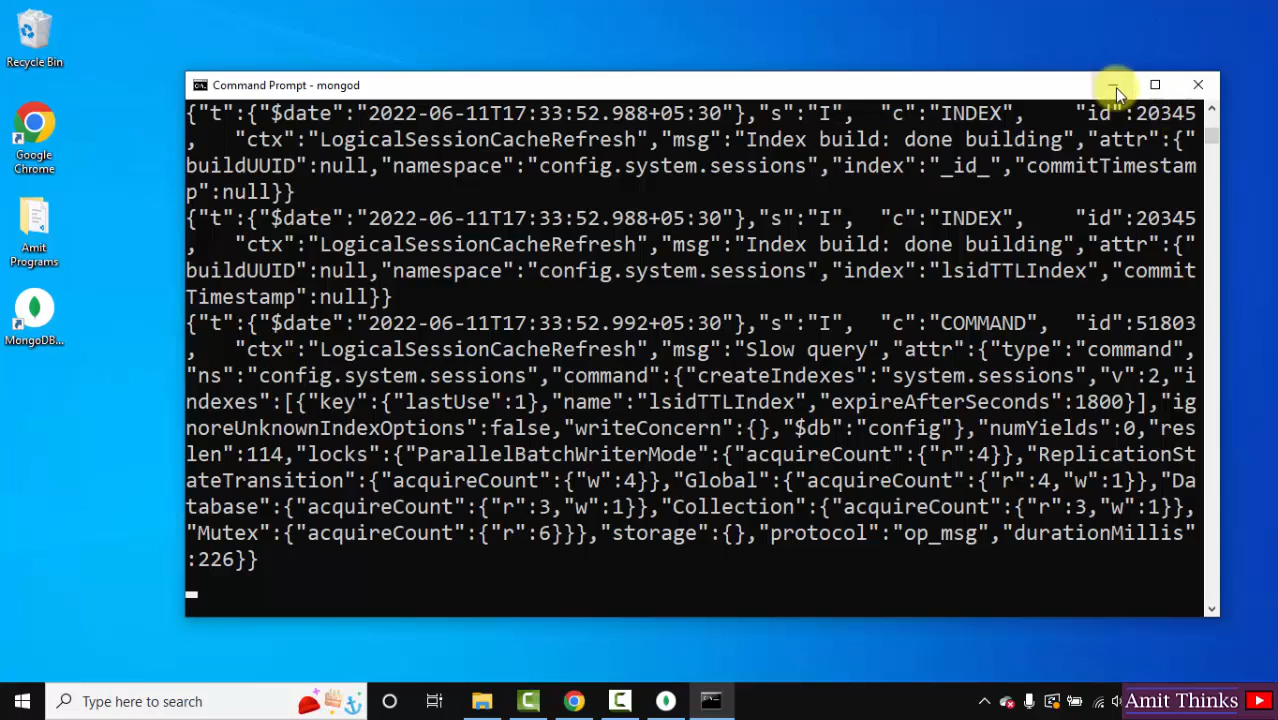 Recycle Bin
Google
Chrome
Amit
Programs
MongoDB...
Command Prompt - mongod
{"t":{"$date":"2022-06-11T17:33:52.988+05:30"},"s":"I", "c":"INDEX", "id":20345
, "ctx":"LogicalSessionCacheRefresh","msg":"Index build: done building","attr":{"
buildUUID":null,"namespace":"config.system.sessions","index":"_id_","commitTimestam
p":null}}
{"t":{"$date":"2022-06-11T17:33:52.988+05:30"},"s":"I", "c":"INDEX", "id":20345
, "ctx":"LogicalSessionCacheRefresh","msg":"Index build: done building","attr":{"
buildUUID":null,"namespace":"config.system.sessions","index":"lsidTTLIndex","commit
Timestamp":null}}
{"t":{"$date":"2022-06-11T17:33:52.992+05:30"},"s":"I", "c":"COMMAND", "id":51803
, "ctx":"LogicalSessionCacheRefresh","msg":"Slow query","attr":{"type":"command",
"ns":"config.system.sessions","command":{"createIndexes":"system.sessions","v":2,"i
ndexes":[{"key":{"lastUse":1},"name":"lsidTTLIndex","expireAfterSeconds":1800}],"ig
noreUnknownIndexOptions":false,"writeConcern":{},"$db":"config"},"numYields":0,"res
len":114,"locks":{"ParallelBatchWriterMode":{"acquireCount":{"r":4}},"ReplicationSt
ateTransition":{"acquireCount":{"w":4}},"Global":{"acquireCount":{"r":4,"w":1}},"Da
tabase":{"acquireCount":{"r":3,"w":1}},"Collection":{"acquireCount":{"r":3,"w":1}},
"Mutex":{"acquireCount":{"r":6}}},"storage":{},"protocol":"op_msg","durationMillis"
:226}}
Type here to search
Amit Thinks